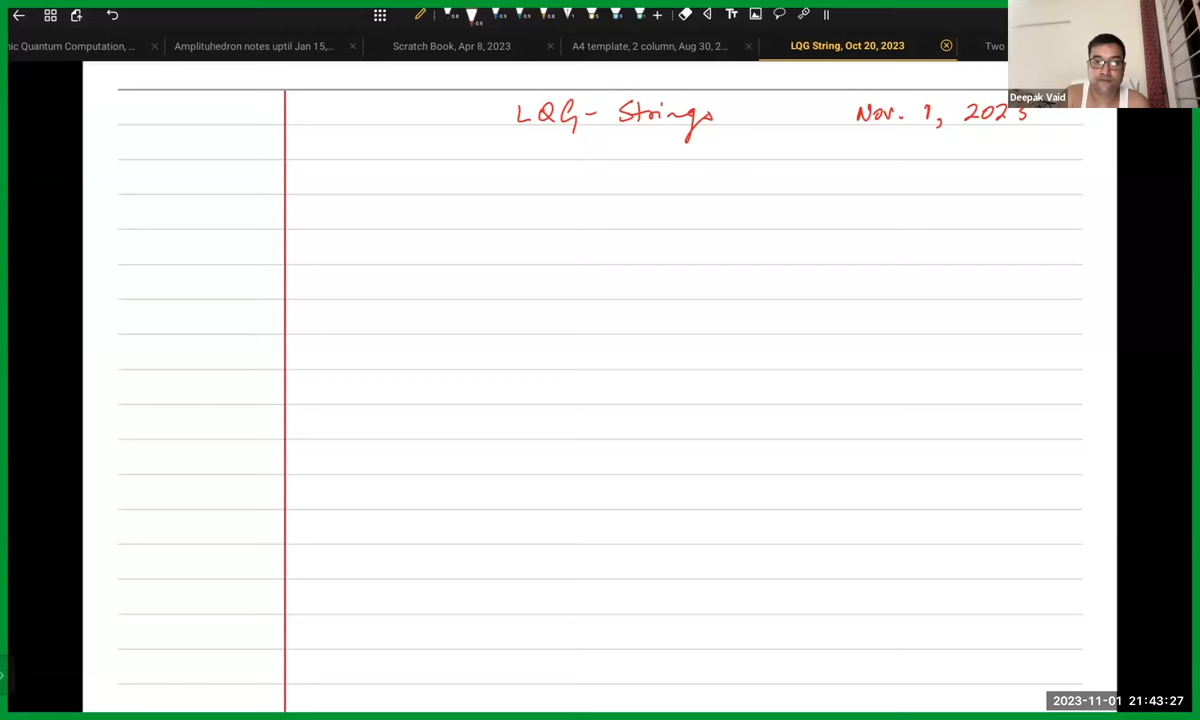 nic Quantum Computation, ...
Amplituhedron notes uptil Jan 15,...
Scratch Book, Apr 8, 2023
A4 template, 2 column, Aug 30, 2...
LQG String, Oct 20, 2023
Two
Deepak Vaid
LQG - Strings Nov. 1, 2023
2023-11-01 21:43:27